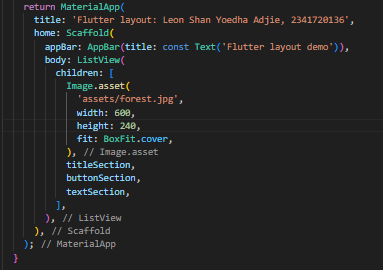 return MaterialApp(
title: 'Flutter layout: Leon Shan Yoedha Adjie, 2341720136',
home: Scaffold(
appBar: AppBar(title: const Text('Flutter layout demo')),
body: ListView(
children: [
Image.asset(
'assets/forest.jpg',
width: 600,
height: 240,
fit: BoxFit.cover,
), // Image.asset
titleSection,
buttonSection,
textSection,
],
), // ListView
), // Scaffold
); // MaterialApp
}